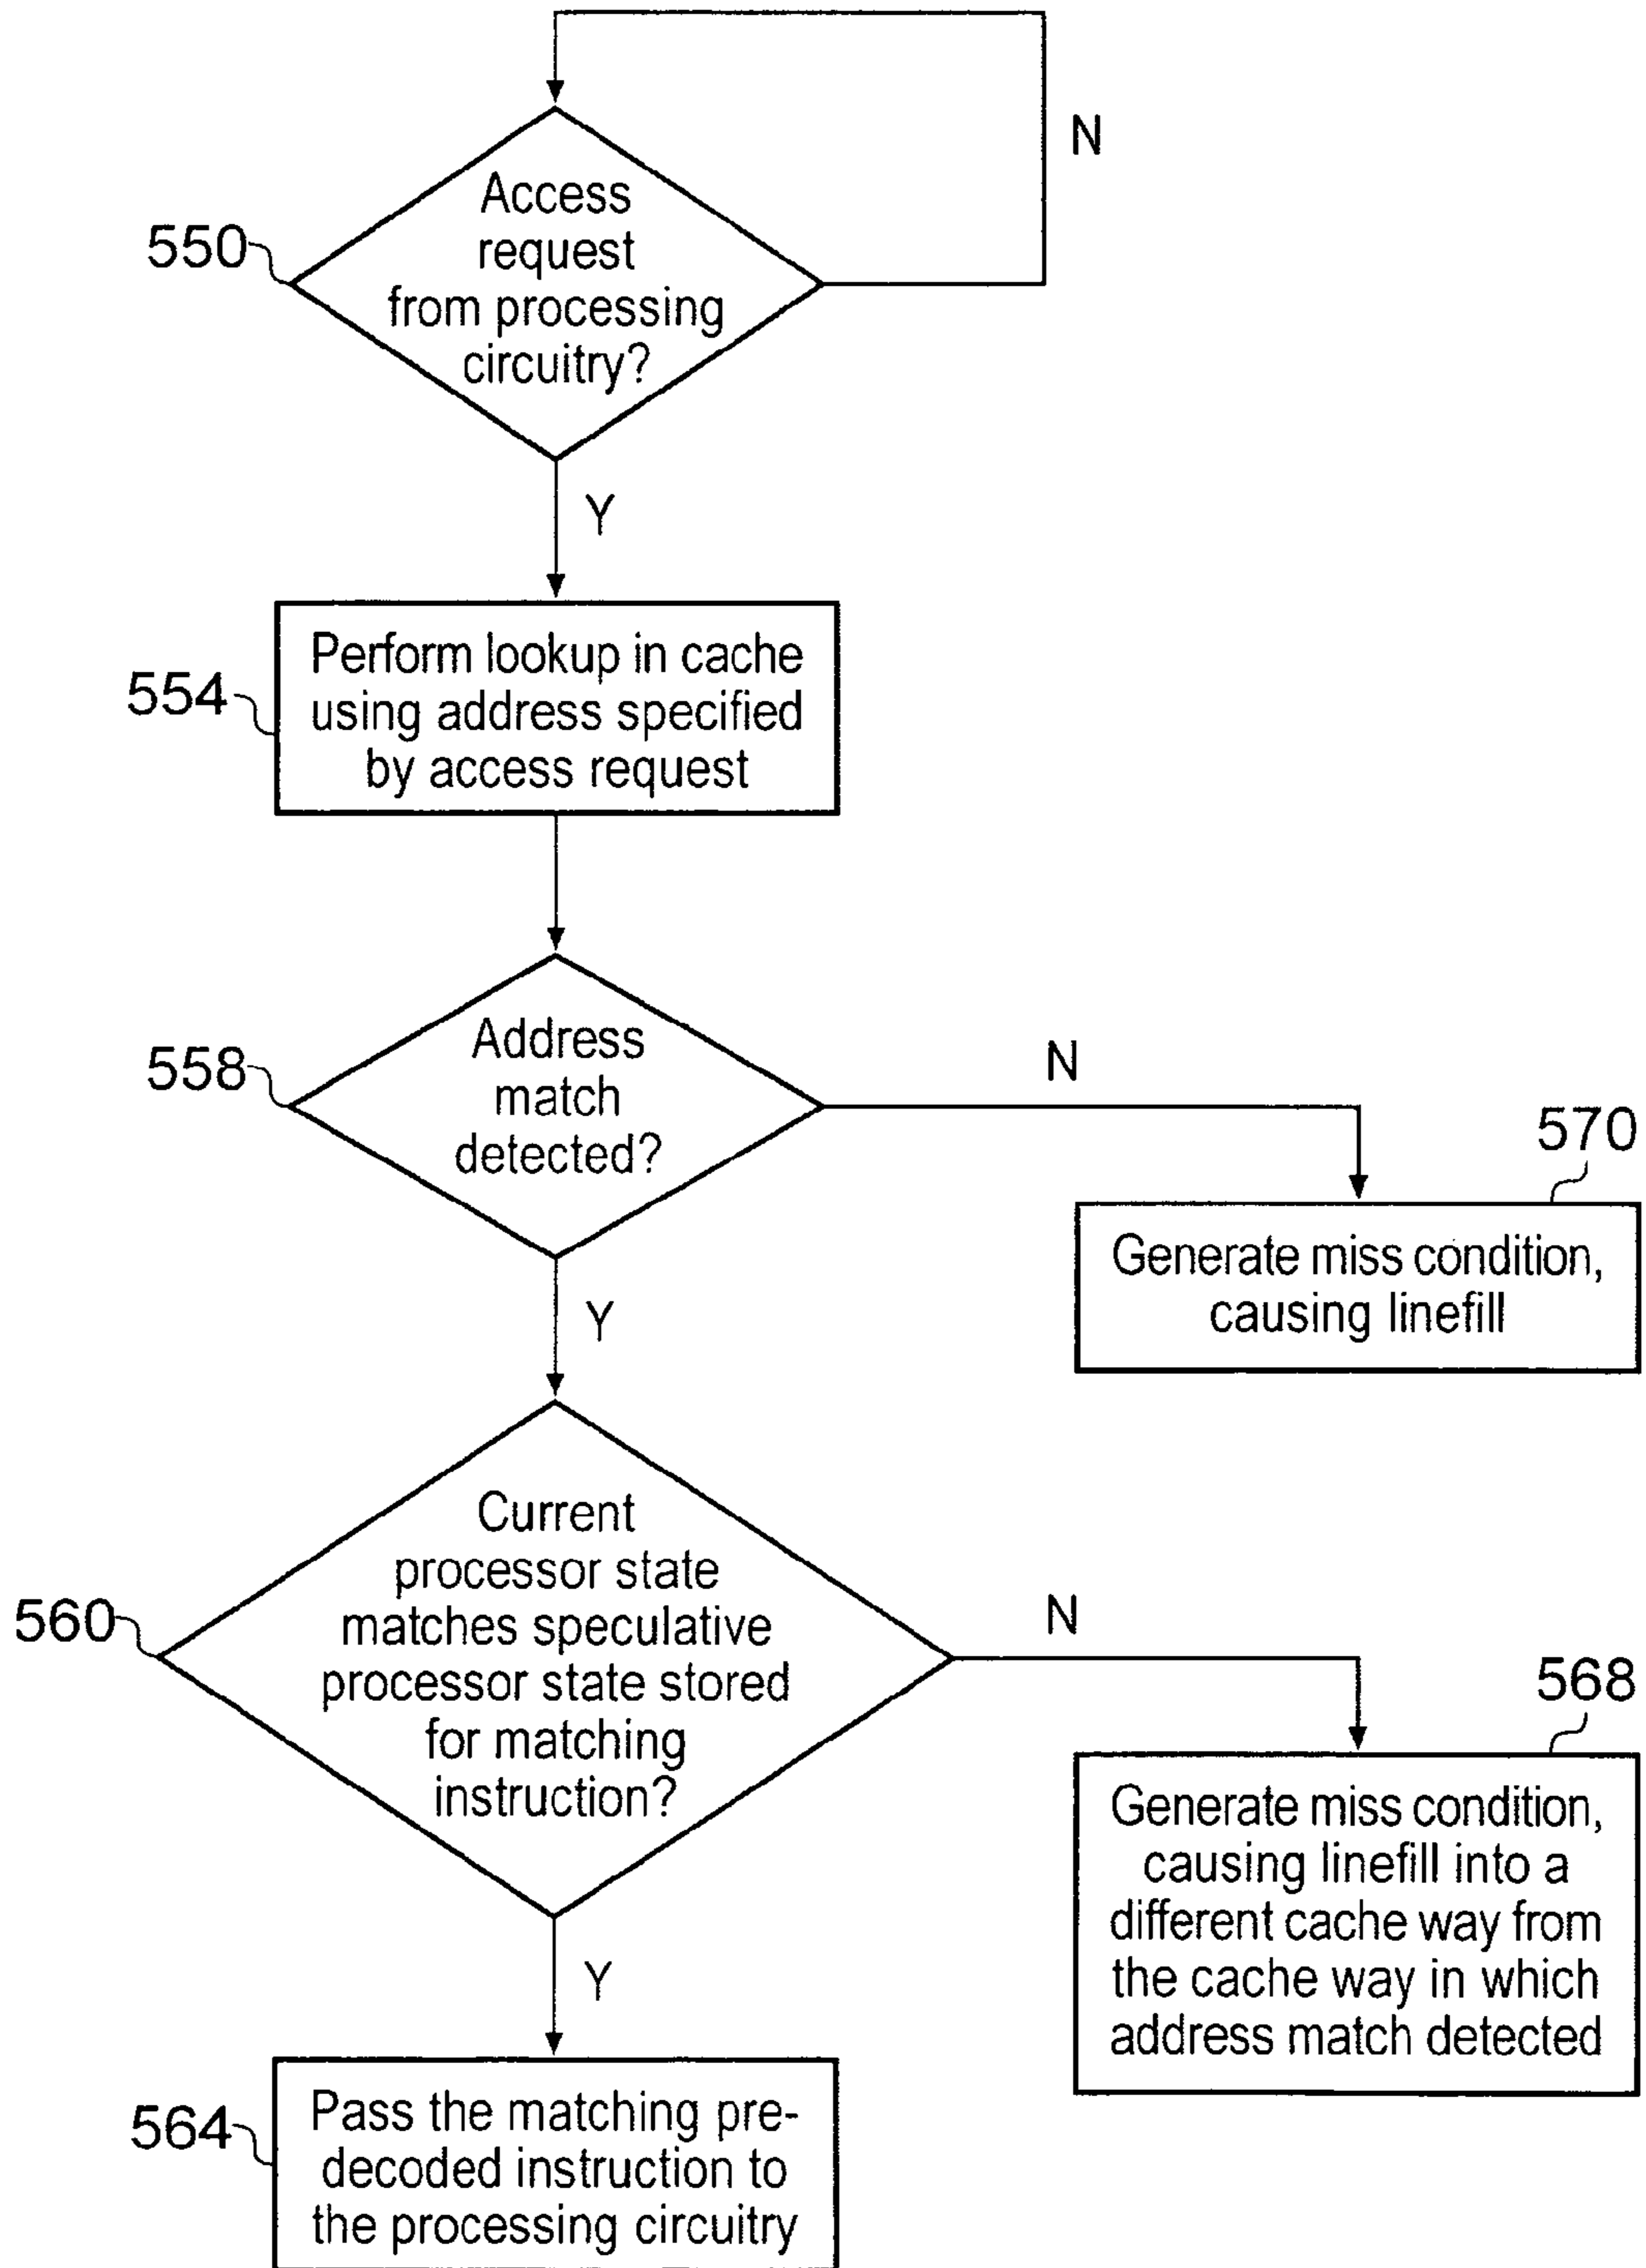 N
Access
request
from processing
circuitry?
550
Y
Perform lookup in cache
using address specified
by access request
554
Address
match
detected?
558
N
570
Generate miss condition,
causing linefill
Y
Current
processor state
matches speculative
processor state stored
for matching
instruction?
560
N
568
Generate miss condition,
causing linefill into a
different cache way from
the cache way in which
address match detected
Y
Pass the matching pre-
decoded instruction to
the processing circuitry
564